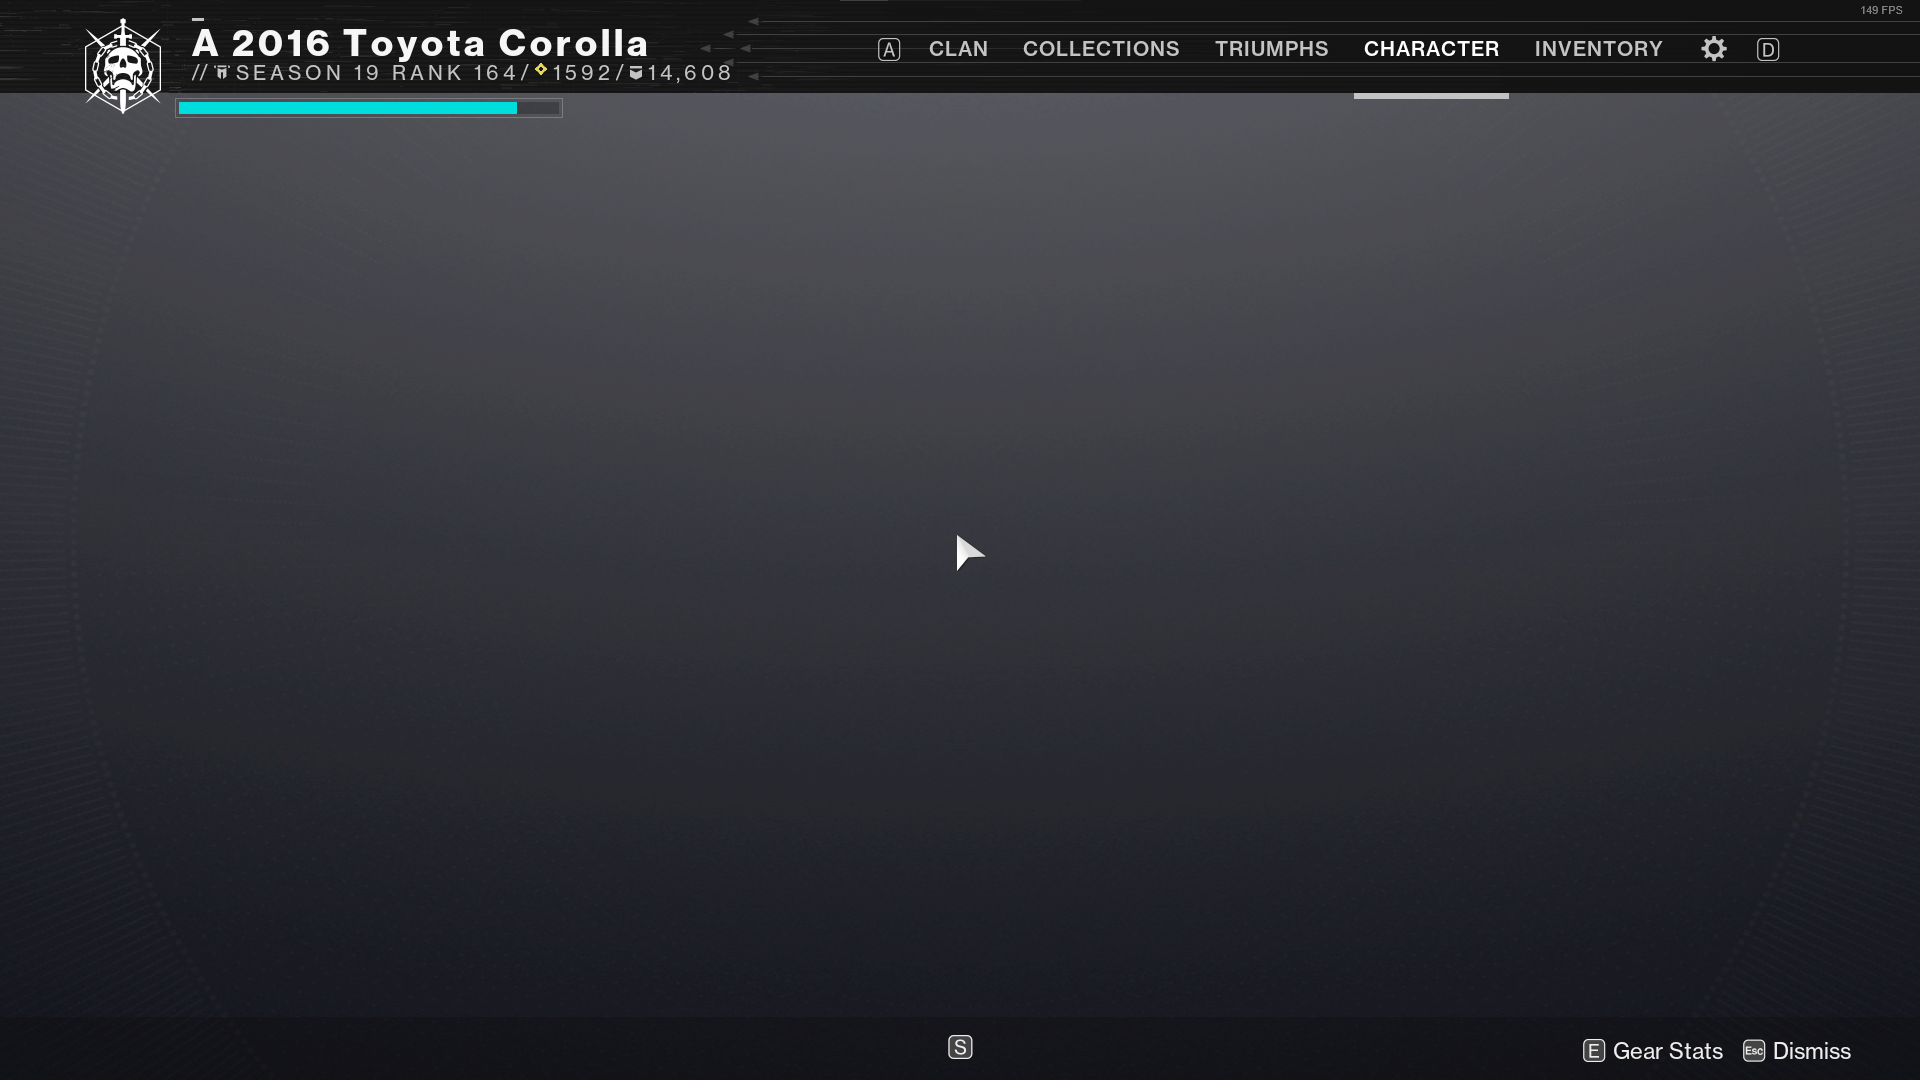 149 FPS
A 2016 Toyota Corolla
// SEASON 19 RANK 164/ 1592/ 14,608
A CLAN COLLECTIONS TRIUMPHS CHARACTER INVENTORY D
S
E Gear Stats Esc Dismiss